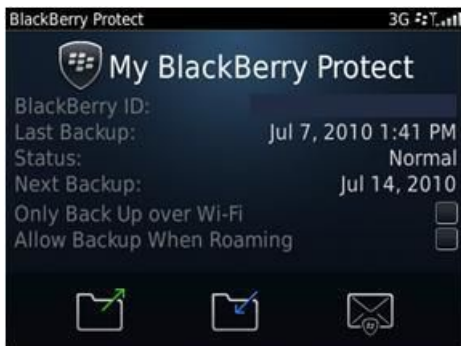 BlackBerry Protect 3G
My BlackBerry Protect
BlackBerry ID:
Last Backup: Jul 7, 2010 1:41 PM
Status: Normal
Next Backup: Jul 14, 2010
Only Back Up over Wi-Fi
Allow Backup When Roaming